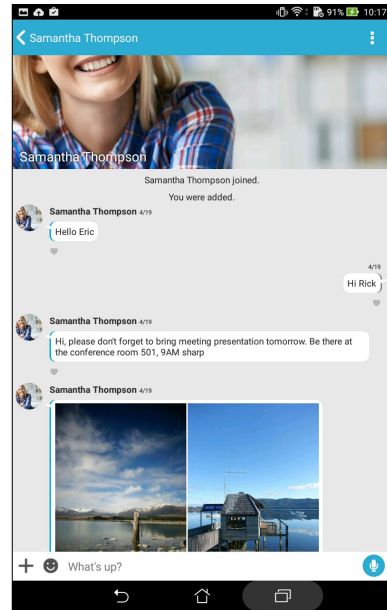 91% 10:17
Samantha Thompson
Samantha Thompson
Samantha Thompson joined.
You were added.
Samantha Thompson 4/19
Hello Eric
4/19
Hi Rick
Samantha Thompson 4/19
Hi, please don't forget to bring meeting presentation tomorrow. Be there at
the conference room 501, 9AM sharp
Samantha Thompson 4/19
What's up?